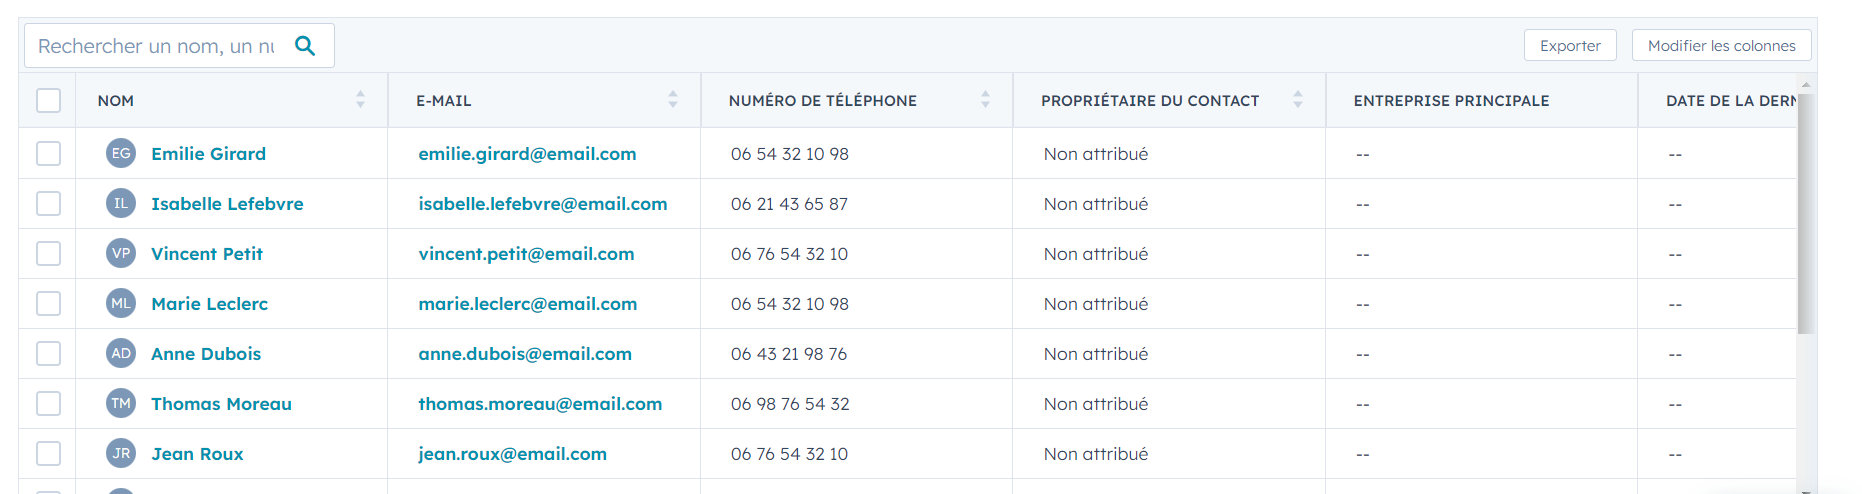 Rechercher un nom, un nu
Exporter Modifier les colonnes
NOM E-MAIL NUMÉRO DE TÉLÉPHONE PROPRIÉTAIRE DU CONTACT ENTREPRISE PRINCIPALE DATE DE LA DERN
EG Emilie Girard emilie.girard@email.com 06 54 32 10 98 Non attribué -- --
IL Isabelle Lefebvre isabelle.lefebvre@email.com 06 21 43 65 87 Non attribué -- --
VP Vincent Petit vincent.petit@email.com 06 76 54 32 10 Non attribué -- --
ML Marie Leclerc marie.leclerc@email.com 06 54 32 10 98 Non attribué -- --
AD Anne Dubois anne.dubois@email.com 06 43 21 98 76 Non attribué -- --
TM Thomas Moreau thomas.moreau@email.com 06 98 76 54 32 Non attribué -- --
JR Jean Roux jean.roux@email.com 06 76 54 32 10 Non attribué -- --